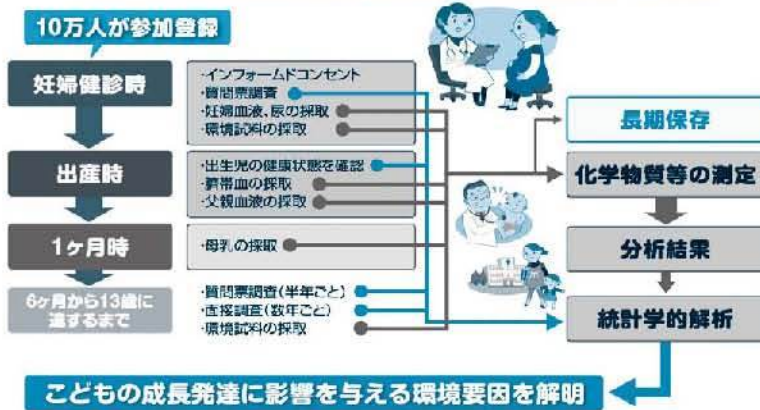 10万人が参加登録
妊婦健診時
・インフォームドコンセント
・質問票調査
・妊婦血液、尿の採取
・環境試料の採取
出産時
・出生児の健康状態を確認
・臍帯血の採取
・父親血液の採取
1ヶ月時
・母乳の採取
6ヶ月から13歳に
達するまで
・質問票調査(半年ごと)
・面接調査(数年ごと)
・環境試料の採取
長期保存
化学物質等の測定
分析結果
統計学的解析
こどもの成長発達に影響を与える環境要因を解明